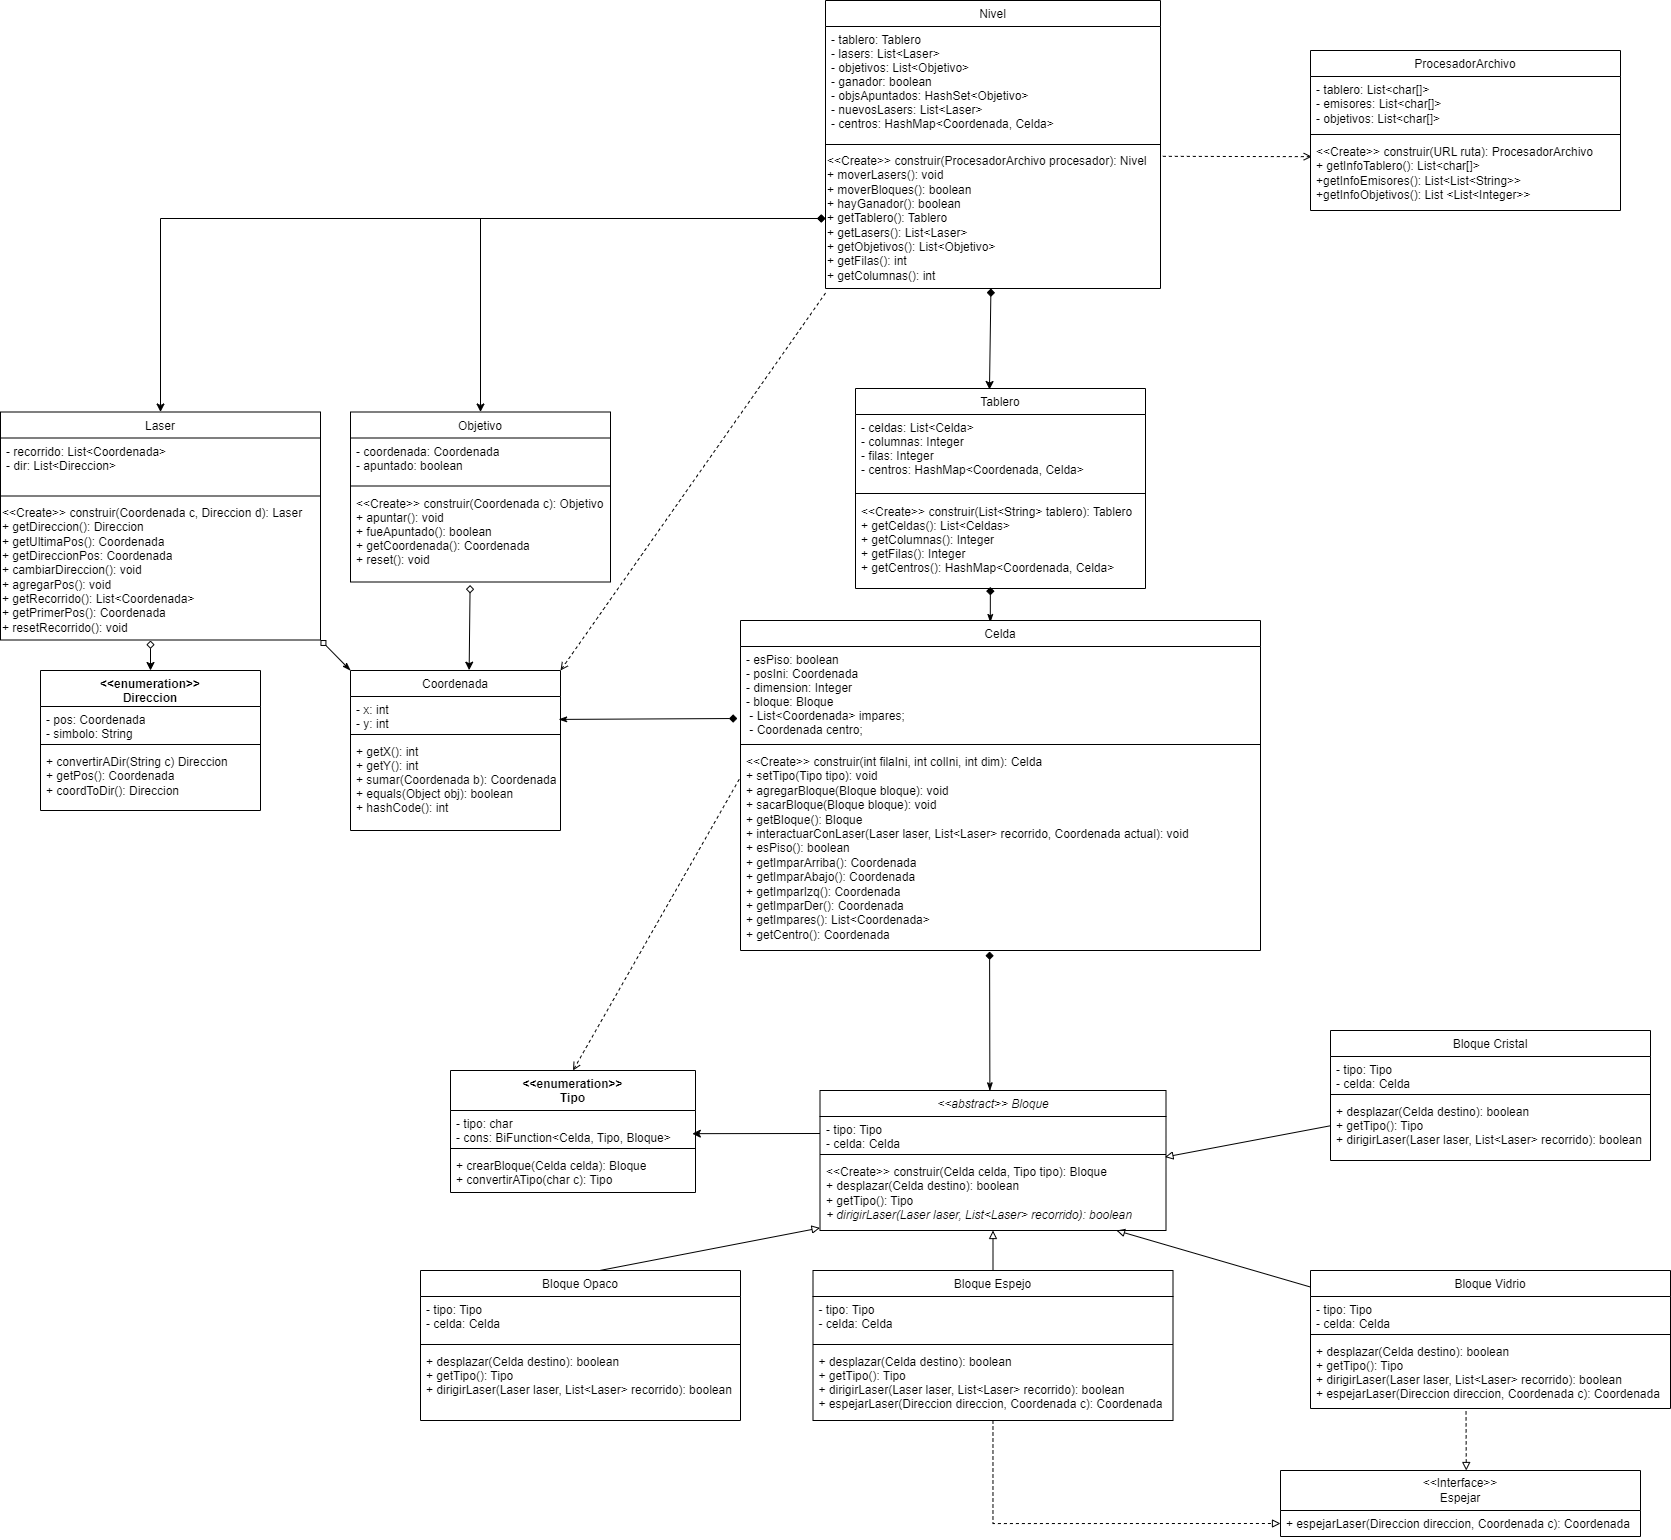 Nivel
- tablero: Tablero
- lasers: List<Laser>
- objetivos: List<Objetivo>
- ganador: boolean
- objsApuntados: HashSet<Objetivo>
- nuevosLasers: List<Laser>
- centros: HashMap<Coordenada, Celda>
<<Create>> construir(ProcesadorArchivo procesador): Nivel
+ moverLasers(): void
+ moverBloques(): boolean
+ hayGanador(): boolean
+ getTablero(): Tablero
+ getLasers(): List<Laser>
+ getObjetivos(): List<Objetivo>
+ getFilas(): int
+ getColumnas(): int
ProcesadorArchivo
- tablero: List<char[]>
- emisores: List<char[]>
- objetivos: List<char[]>
<<Create>> construir(URL ruta): ProcesadorArchivo
+ getInfoTablero(): List<char[]>
+getInfoEmisores(): List<List<String>>
+getInfoObjetivos(): List <List<Integer>>
Laser
- recorrido: List<Coordenada>
- dir: List<Direccion>
<<Create>> construir(Coordenada c, Direccion d): Laser
+ getDireccion(): Direccion
+ getUltimaPos(): Coordenada
+ getDireccionPos: Coordenada
+ cambiarDireccion(): void
+ agregarPos(): void
+ getRecorrido(): List<Coordenada>
+ getPrimerPos(): Coordenada
+ resetRecorrido(): void
Objetivo
- coordenada: Coordenada
- apuntado: boolean
<<Create>> construir(Coordenada c): Objetivo
+ apuntar(): void
+ fueApuntado(): boolean
+ getCoordenada(): Coordenada
+ reset(): void
Tablero
- celdas: List<Celda>
- columnas: Integer
- filas: Integer
- centros: HashMap<Coordenada, Celda>
<<Create>> construir(List<String> tablero): Tablero
+ getCeldas(): List<Celdas>
+ getColumnas(): Integer
+ getFilas(): Integer
+ getCentros(): HashMap<Coordenada, Celda>
<<enumeration>>
Direccion
- pos: Coordenada
- simbolo: String
+ convertirADir(String c) Direccion
+ getPos(): Coordenada
+ coordToDir(): Direccion
Coordenada
- x: int
- y: int
+ getX(): int
+ getY(): int
+ sumar(Coordenada b): Coordenada
+ equals(Object obj): boolean
+ hashCode(): int
Celda
- esPiso: boolean
- posIni: Coordenada
- dimension: Integer
- bloque: Bloque
- List<Coordenada> impares;
- Coordenada centro;
<<Create>> construir(int filaIni, int colIni, int dim): Celda
+ setTipo(Tipo tipo): void
+ agregarBloque(Bloque bloque): void
+ sacarBloque(Bloque bloque): void
+ getBloque(): Bloque
+ interactuarConLaser(Laser laser, List<Laser> recorrido, Coordenada actual): void
+ esPiso(): boolean
+ getImparArriba(): Coordenada
+ getImparAbajo(): Coordenada
+ getImparIzq(): Coordenada
+ getImparDer(): Coordenada
+ getImpares(): List<Coordenada>
+ getCentro(): Coordenada
<<enumeration>>
Tipo
- tipo: char
- cons: BiFunction<Celda, Tipo, Bloque>
+ crearBloque(Celda celda): Bloque
+ convertirATipo(char c): Tipo
<<abstract>> Bloque
- tipo: Tipo
- celda: Celda
<<Create>> construir(Celda celda, Tipo tipo): Bloque
+ desplazar(Celda destino): boolean
+ getTipo(): Tipo
+ dirigirLaser(Laser laser, List<Laser> recorrido): boolean
Bloque Cristal
- tipo: Tipo
- celda: Celda
+ desplazar(Celda destino): boolean
+ getTipo(): Tipo
+ dirigirLaser(Laser laser, List<Laser> recorrido): boolean
Bloque Opaco
- tipo: Tipo
- celda: Celda
+ desplazar(Celda destino): boolean
+ getTipo(): Tipo
+ dirigirLaser(Laser laser, List<Laser> recorrido): boolean
Bloque Espejo
- tipo: Tipo
- celda: Celda
+ desplazar(Celda destino): boolean
+ getTipo(): Tipo
+ dirigirLaser(Laser laser, List<Laser> recorrido): boolean
+ espejarLaser(Direccion direccion, Coordenada c): Coordenada
Bloque Vidrio
- tipo: Tipo
- celda: Celda
+ desplazar(Celda destino): boolean
+ getTipo(): Tipo
+ dirigirLaser(Laser laser, List<Laser> recorrido): boolean
+ espejarLaser(Direccion direccion, Coordenada c): Coordenada
<<Interface>>
Espejar
+ espejarLaser(Direccion direccion, Coordenada c): Coordenada